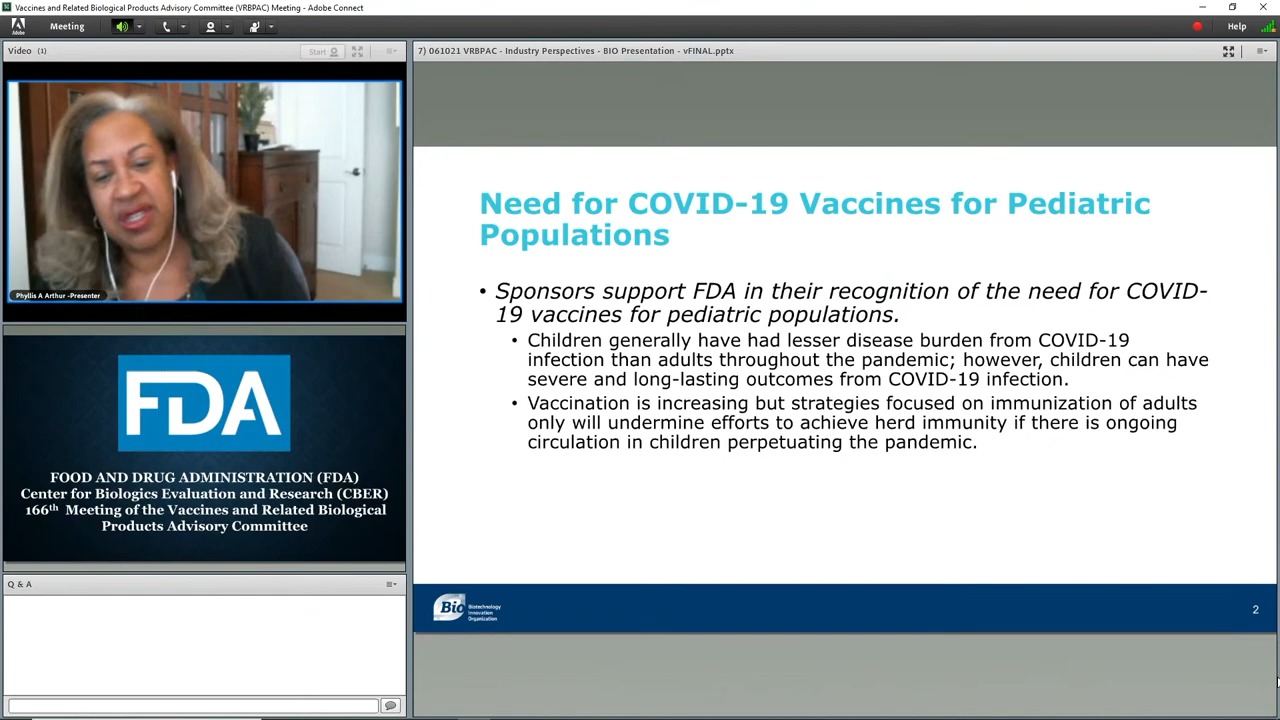 Vaccines and Related Biological Products Advisory Committee (VRBPAC) Meeting - Adobe Connect
Meeting
Help
Video (1)
Start
7) 061021 VRBPAC - Industry Perspectives - BIO Presentation - vFINAL.pptx
Phyllis A Arthur -Presenter
FDA
FOOD AND DRUG ADMINISTRATION (FDA)
Center for Biologics Evaluation and Research (CBER)
166th Meeting of the Vaccines and Related Biological
Products Advisory Committee
Q & A
Need for COVID-19 Vaccines for Pediatric
Populations
• Sponsors support FDA in their recognition of the need for COVID-
19 vaccines for pediatric populations.
• Children generally have had lesser disease burden from COVID-19
infection than adults throughout the pandemic; however, children can have
severe and long-lasting outcomes from COVID-19 infection.
• Vaccination is increasing but strategies focused on immunization of adults
only will undermine efforts to achieve herd immunity if there is ongoing
circulation in children perpetuating the pandemic.
Bio
Biotechnology
Innovation
Organization
2